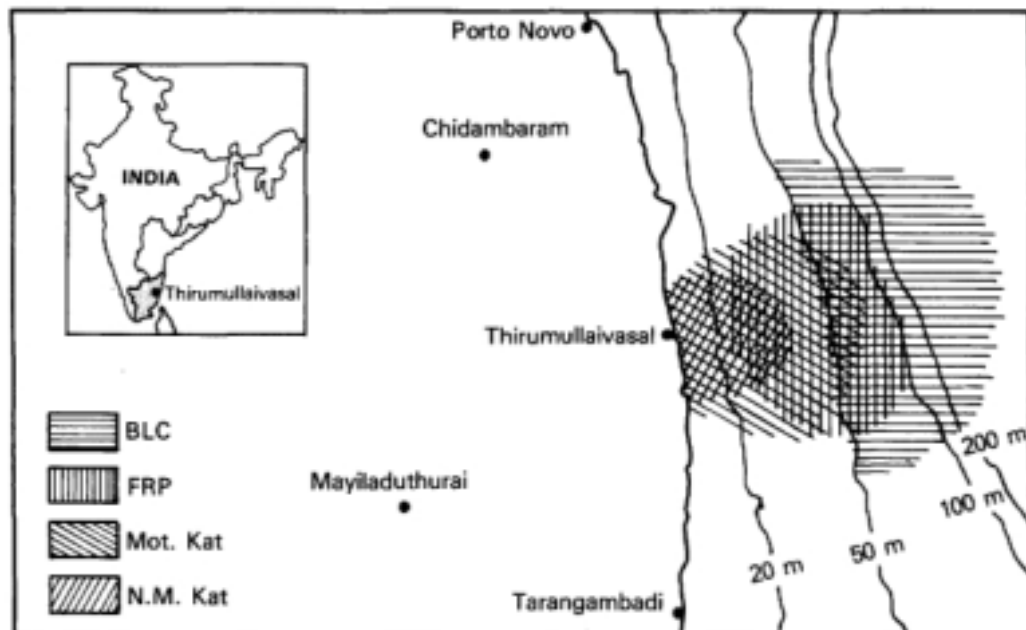 Porto Novo
Chidambaram
INDIA
Thirumullaivasal
Thirumullaivasal
BLC
FRP
Mot. Kat
N.M. Kat
Mayiladuthurai
Tarangambadi
20 m
50 m
100 m
200 m